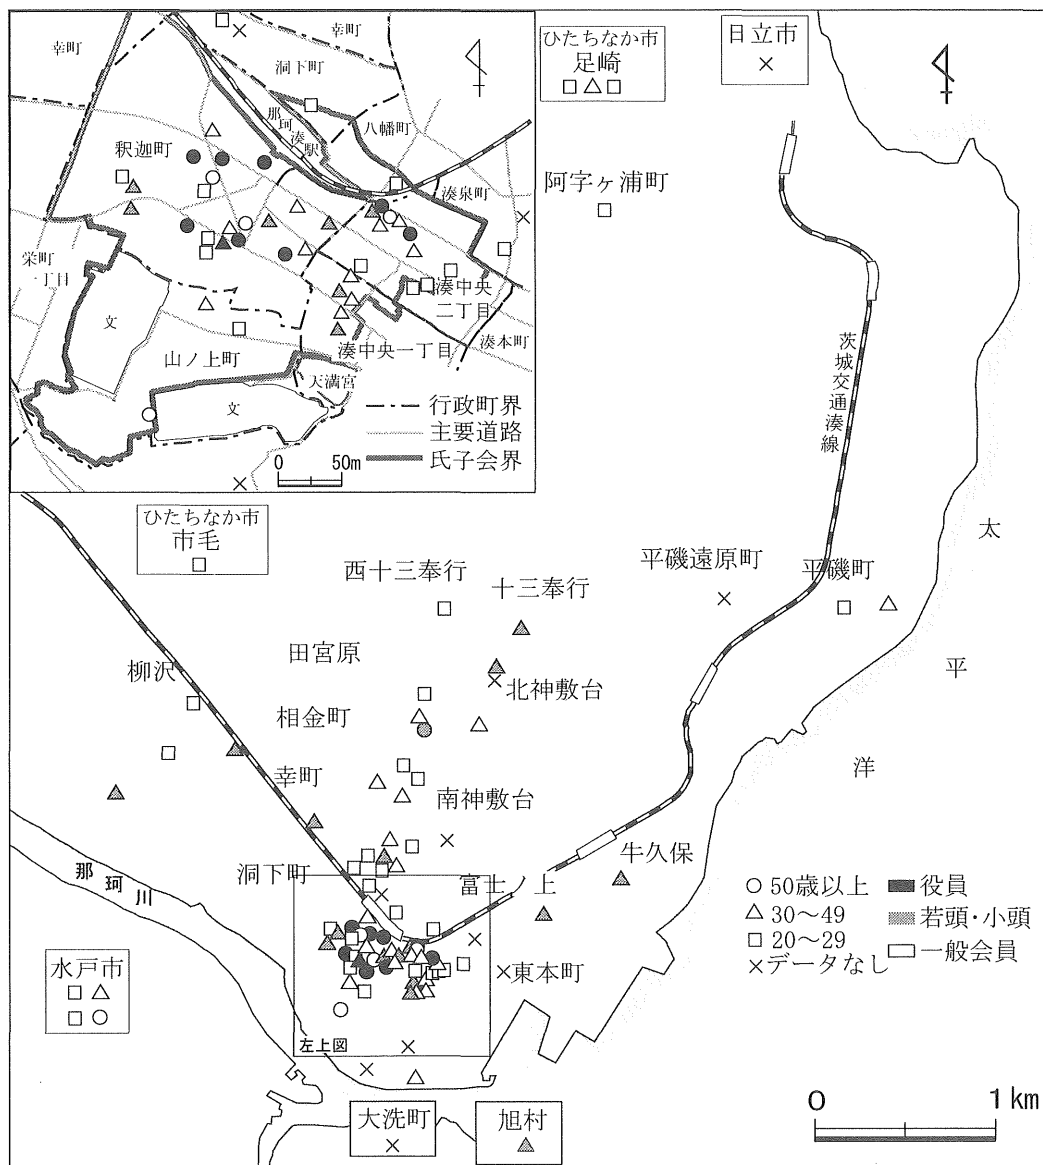 幸町
幸町
洞下町
那珂湊駅
八幡町
釈迦町
湊泉町
栄町一丁目
文
湊中央二丁目
湊本町
湊中央一丁目
山ノ上町
天満宮
文
行政町界
主要道路
氏子会界
0 50m
ひたちなか市
足崎
日立市
阿字ヶ浦町
茨城交通湊線
ひたちなか市
市毛
西十三奉行
十三奉行
平磯遠原町
平磯町
太平洋
田宮原
柳沢
北神敷台
相金町
幸町
南神敷台
牛久保
洞下町
富士ノ上
那珂川
東本町
水戸市
左上図
大洗町
旭村
50歳以上
30〜49
20〜29
データなし
役員
若頭・小頭
一般会員
0 1km